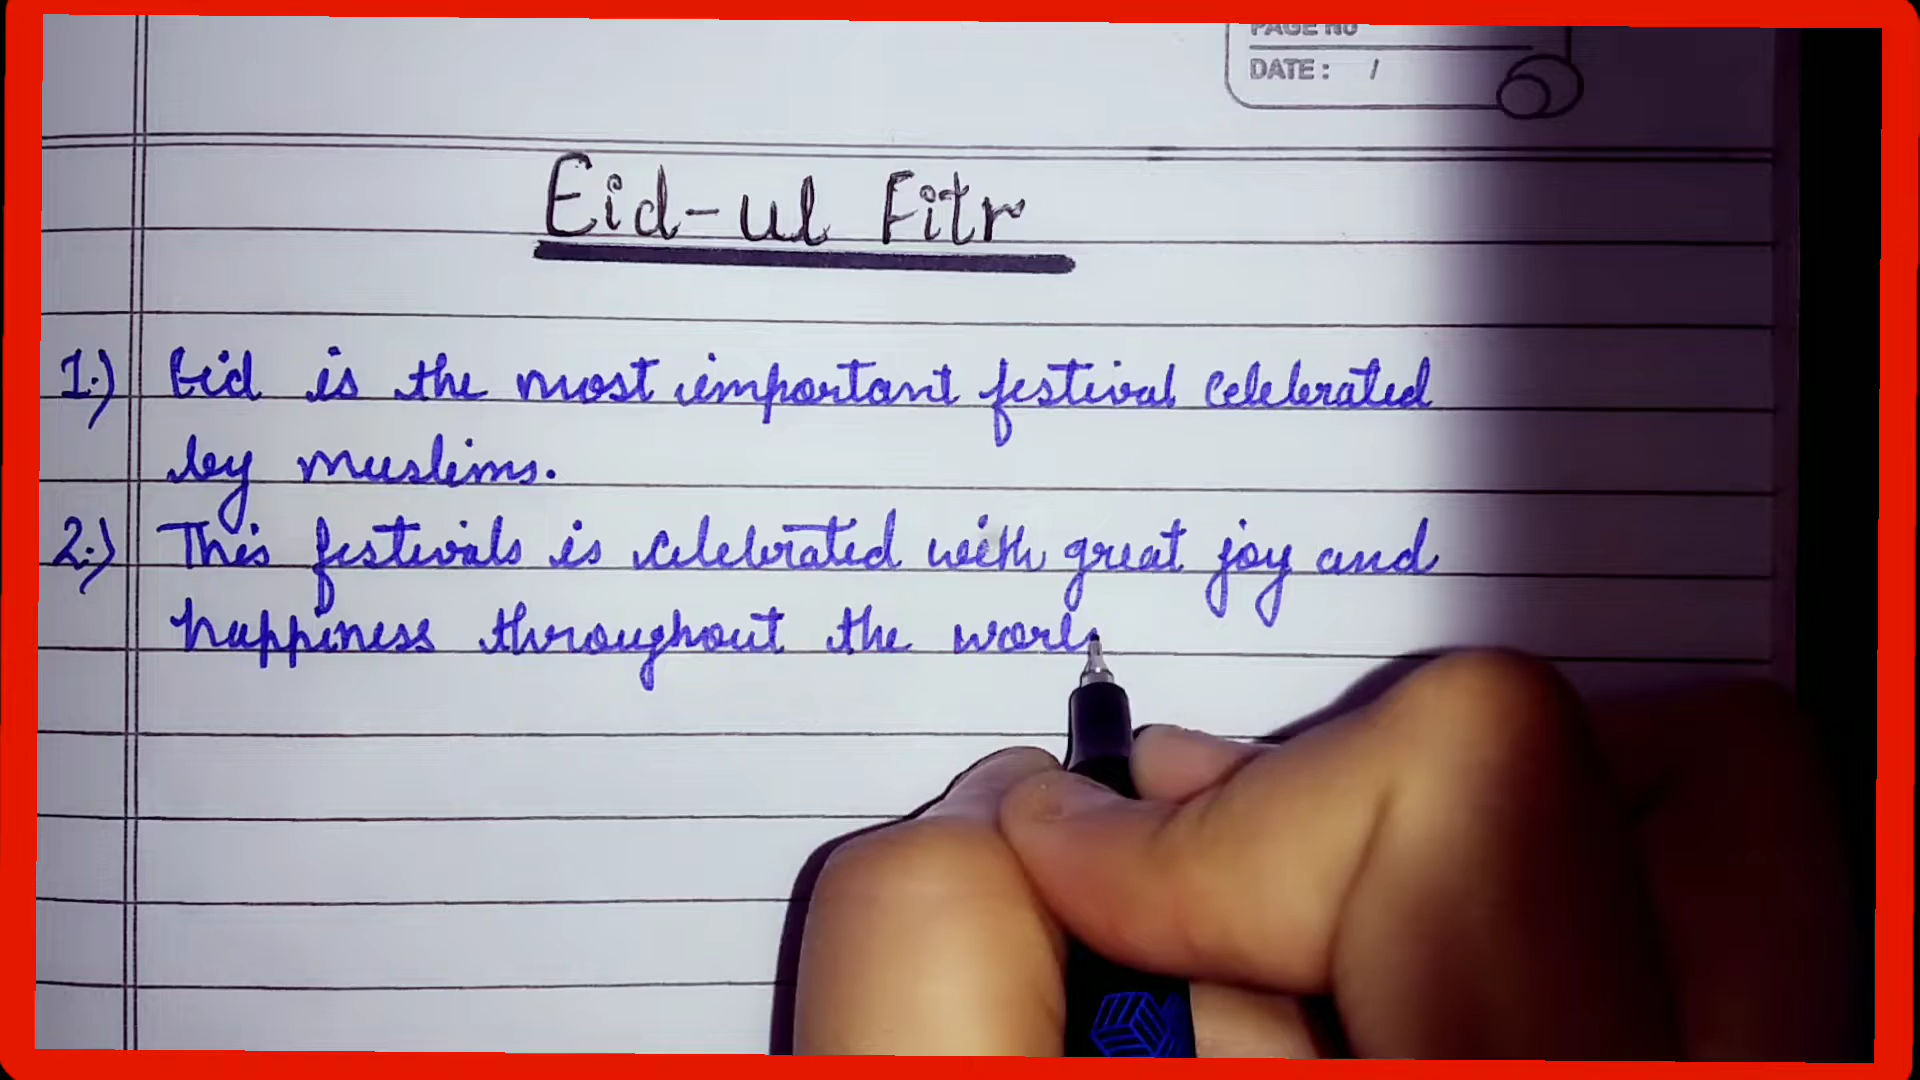 PAGE NO
DATE : /
Eid-ul Fitr
1.) Eid is the most important festival celebrated
by muslims.
2.) This festivals is celebrated with great joy and
happiness throughout the worl